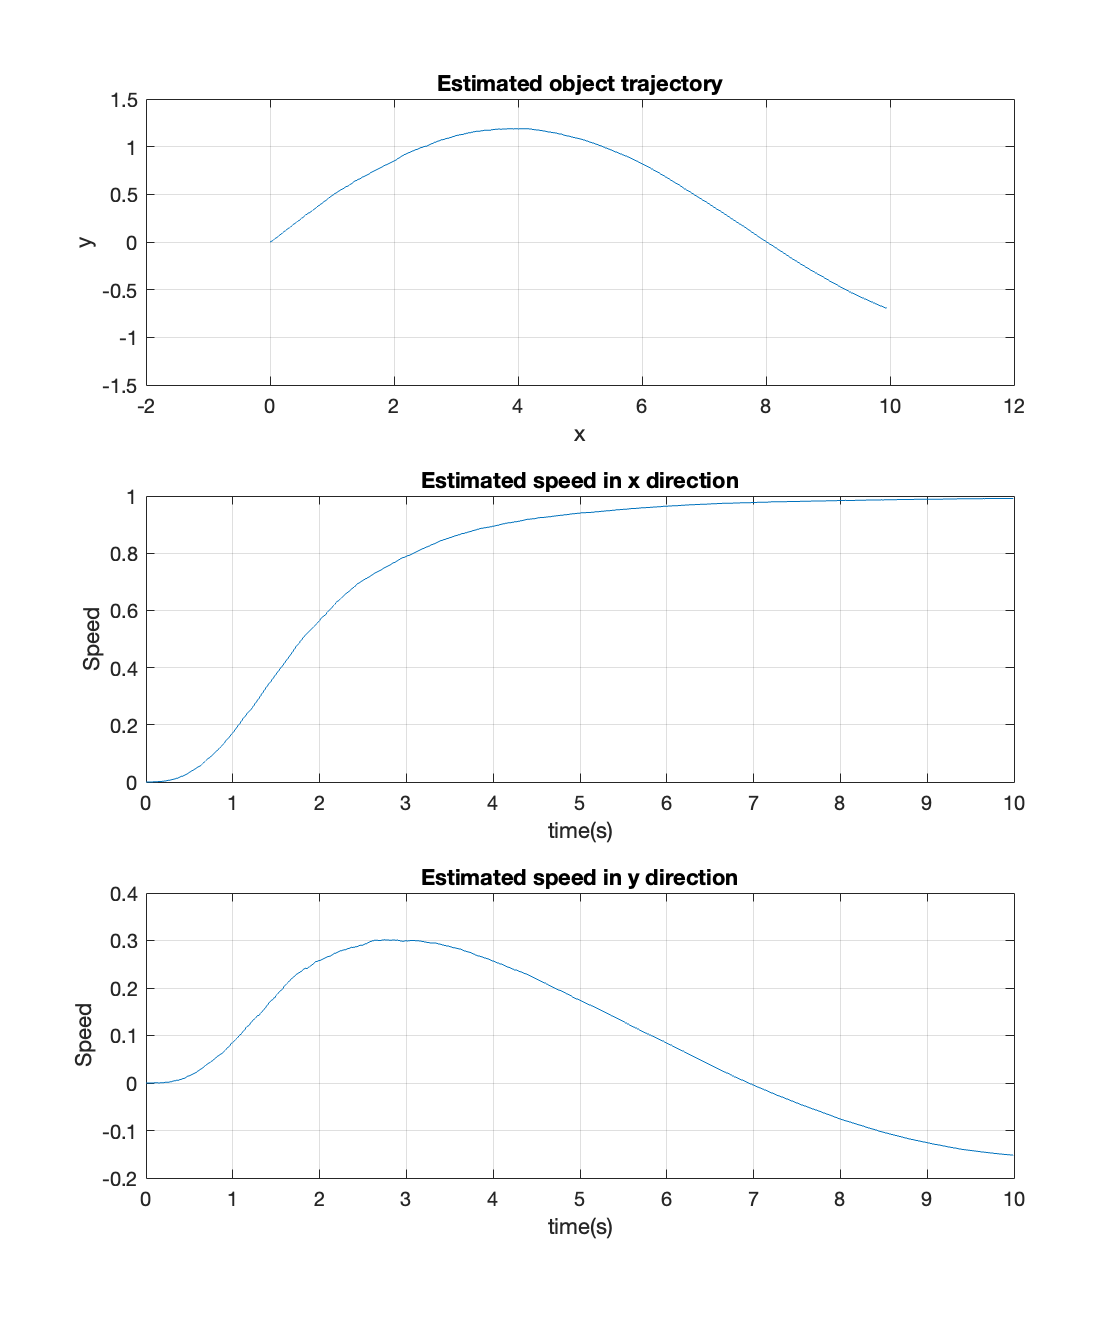 Estimated object trajectory
1.5
1
0.5
0
-0.5
-1
-1.5
y
-2 0 2 4 6 8 10 12
x
Estimated speed in x direction
1
0.8
0.6
0.4
0.2
0
Speed
0 1 2 3 4 5 6 7 8 9 10
time(s)
Estimated speed in y direction
0.4
0.3
0.2
0.1
0
-0.1
-0.2
Speed
0 1 2 3 4 5 6 7 8 9 10
time(s)